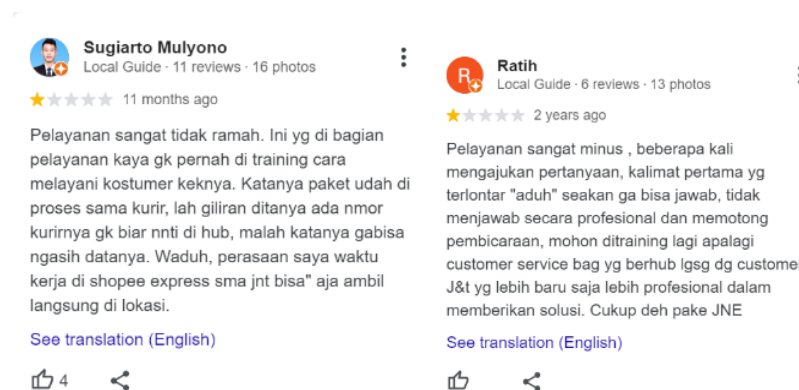 Sugiarto Mulyono
Local Guide · 11 reviews · 16 photos
11 months ago
Pelayanan sangat tidak ramah. Ini yg di bagian
pelayanan kaya gk pernah di training cara
melayani kostumer keknya. Katanya paket udah di
proses sama kurir, lah giliran ditanya ada nmor
kurirnya gk biar nnti di hub, malah katanya gabisa
ngasih datanya. Waduh, perasaan saya waktu
kerja di shopee express sma jnt bisa" aja ambil
langsung di lokasi.
See translation (English)
4
R
Ratih
Local Guide · 6 reviews · 13 photos
2 years ago
Pelayanan sangat minus , beberapa kali
mengajukan pertanyaan, kalimat pertama yg
terlontar "aduh" seakan ga bisa jawab, tidak
menjawab secara profesional dan memotong
pembicaraan, mohon ditraining lagi apalagi
customer service bag yg berhub lgsg dg customer
J&t yg lebih baru saja lebih profesional dalam
memberikan solusi. Cukup deh pake JNE
See translation (English)